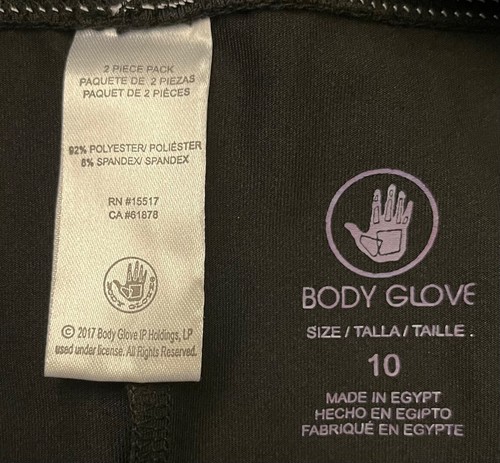 2 PIECE PACK
PAQUETE DE 2 PIEZAS
PAQUET DE 2 PIÈCES
92% POLYESTER/ POLIÉSTER
8% SPANDEX/ SPANDEX
RN #15517
CA #61878
BODY GLOVE
© 2017 Body Glove IP Holdings, LP
used under license. All Rights Reserved.
BODY GLOVE
SIZE / TALLA / TAILLE .
10
MADE IN EGYPT
HECHO EN EGIPTO
FABRIQUÉ EN EGYPTE